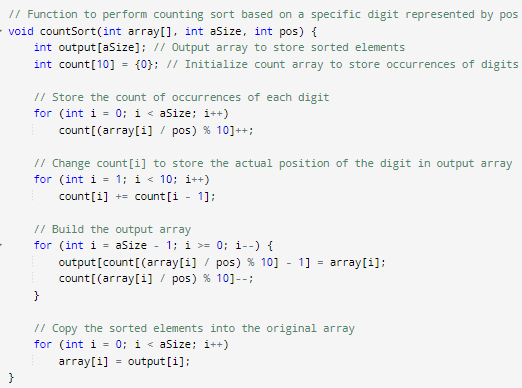 // Function to perform counting sort based on a specific digit represented by pos
void countSort(int array[], int aSize, int pos) {
    int output[aSize]; // Output array to store sorted elements
    int count[10] = {0}; // Initialize count array to store occurrences of digits

    // Store the count of occurrences of each digit
    for (int i = 0; i < aSize; i++)
        count[(array[i] / pos) % 10]++;

    // Change count[i] to store the actual position of the digit in output array
    for (int i = 1; i < 10; i++)
        count[i] += count[i - 1];

    // Build the output array
    for (int i = aSize - 1; i >= 0; i--) {
        output[count[(array[i] / pos) % 10] - 1] = array[i];
        count[(array[i] / pos) % 10]--;
    }

    // Copy the sorted elements into the original array
    for (int i = 0; i < aSize; i++)
        array[i] = output[i];
}